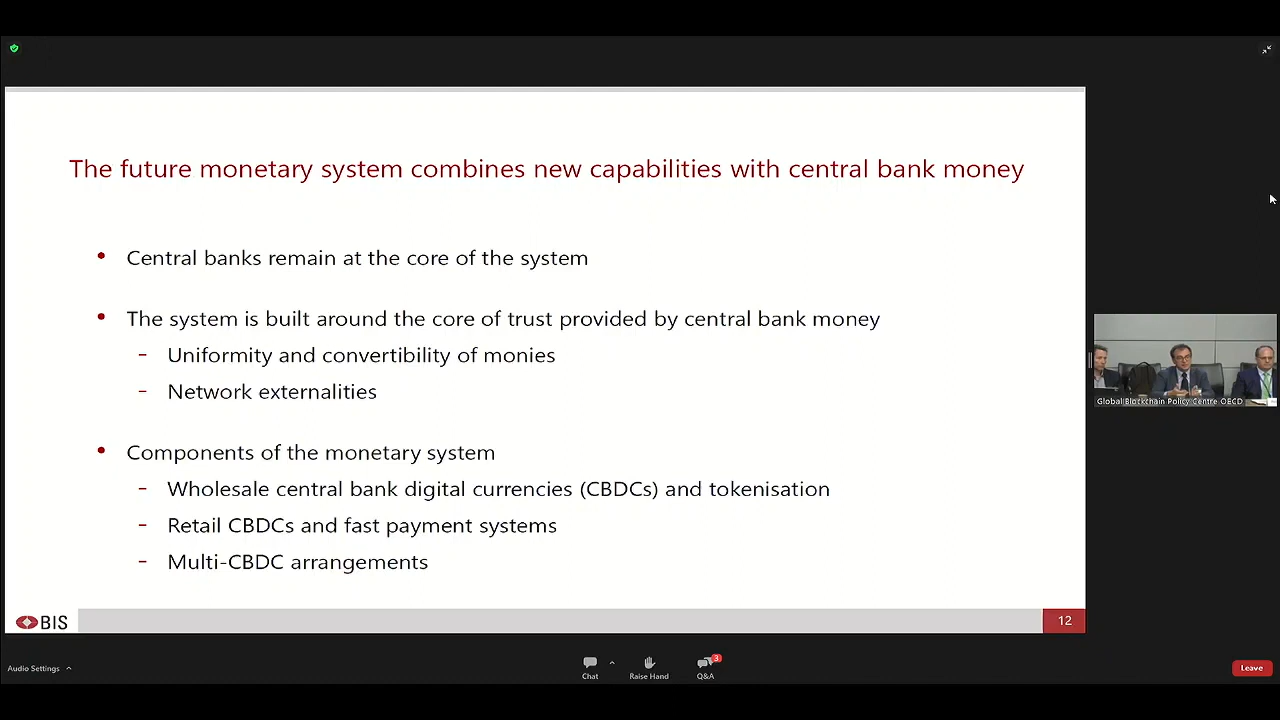 The future monetary system combines new capabilities with central bank money
• Central banks remain at the core of the system
• The system is built around the core of trust provided by central bank money
- Uniformity and convertibility of monies
- Network externalities
• Components of the monetary system
- Wholesale central bank digital currencies (CBDCs) and tokenisation
- Retail CBDCs and fast payment systems
- Multi-CBDC arrangements
BIS
12
Global Blockchain Policy Centre OECD
Audio Settings
Chat
Raise Hand
3
Q&A
Leave